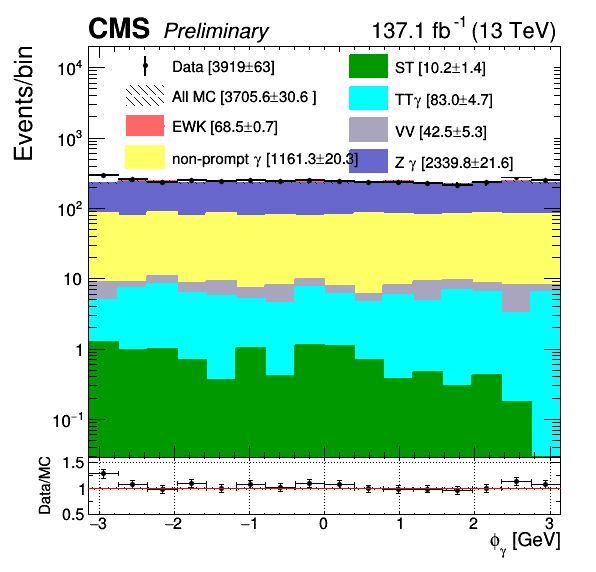 CMS Preliminary 137.1 fb⁻¹ (13 TeV)
Events/bin
10⁴
10³
10²
10
1
10⁻¹
Data [3919±63]
All MC [3705.6±30.6 ]
EWK [68.5±0.7]
non-prompt γ [1161.3±20.3]
ST [10.2±1.4]
TTγ [83.0±4.7]
VV [42.5±5.3]
Z γ [2339.8±21.6]
Data/MC
1.5
1
0.5
−3 −2 −1 0 1 2 3
ϕγ [GeV]